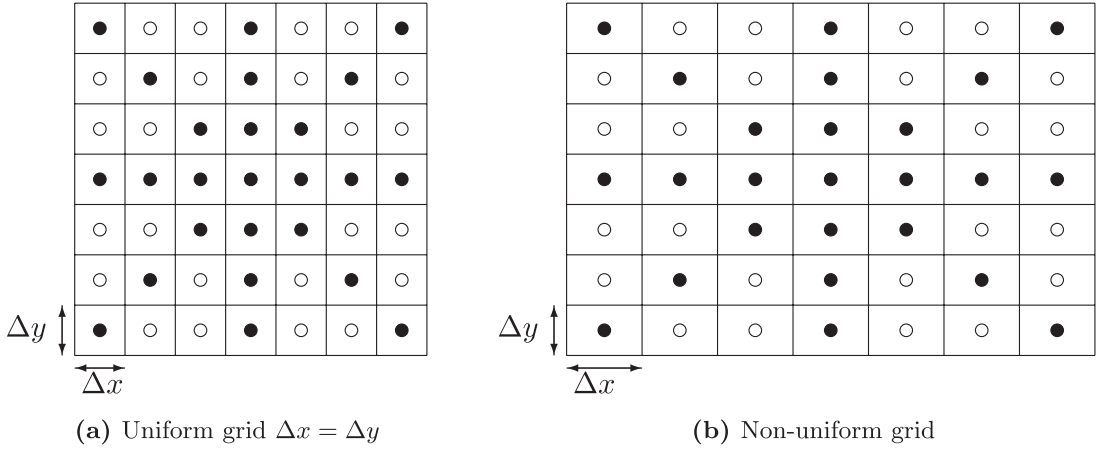 Δy Δy
Δx Δx
(a) Uniform grid Δx = Δy (b) Non-uniform grid